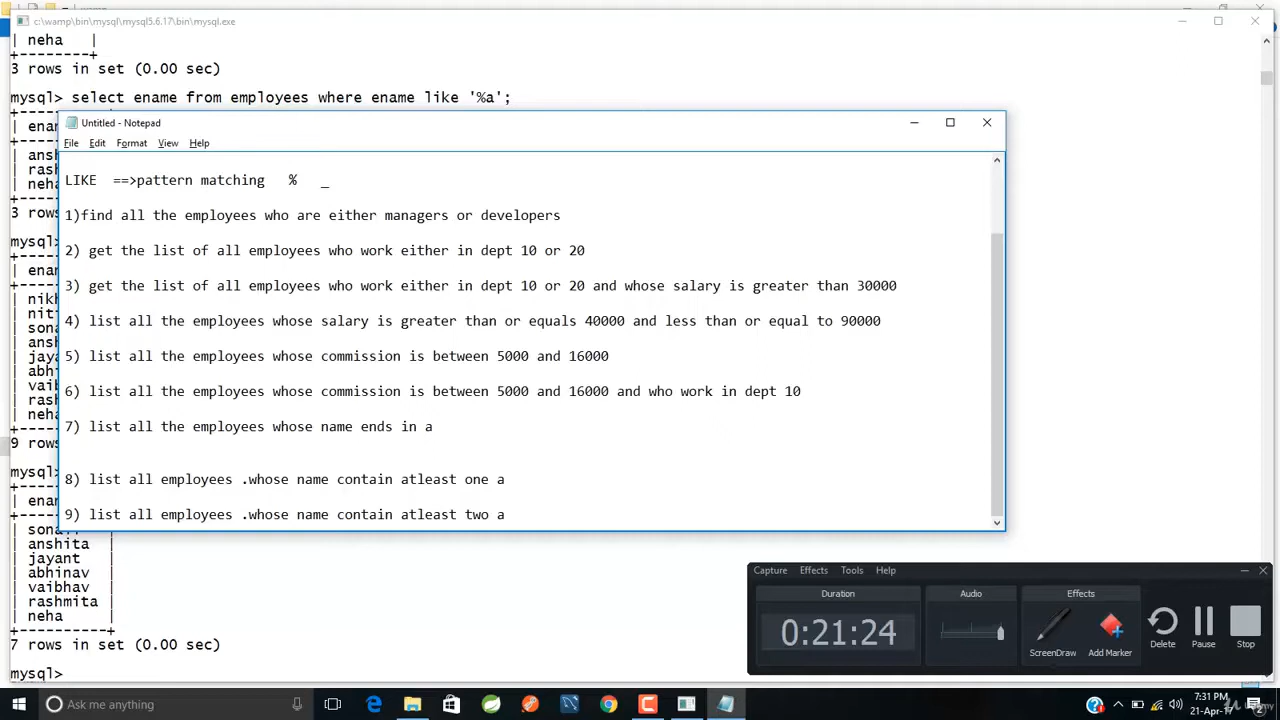 c:\wamp\bin\mysql\mysql5.6.17\bin\mysql.exe
| neha |
+--------+
3 rows in set (0.00 sec)
mysql> select ename from employees where ename like '%a';
Untitled - Notepad
File Edit Format View Help
LIKE ==>pattern matching % _
1)find all the employees who are either managers or developers
2) get the list of all employees who work either in dept 10 or 20
3) get the list of all employees who work either in dept 10 or 20 and whose salary is greater than 30000
4) list all the employees whose salary is greater than or equals 40000 and less than or equal to 90000
5) list all the employees whose commission is between 5000 and 16000
6) list all the employees whose commission is between 5000 and 16000 and who work in dept 10
7) list all the employees whose name ends in a
8) list all employees .whose name contain atleast one a
9) list all employees .whose name contain atleast two a
| anshita |
| jayant |
| abhinav |
| vaibhav |
| rashmita |
| neha |
+----------+
7 rows in set (0.00 sec)
mysql>
Capture Effects Tools Help
Duration Audio Effects
0:21:24
ScreenDraw Add Marker Delete Pause Stop
Ask me anything
7:31 PM
21-Apr-17